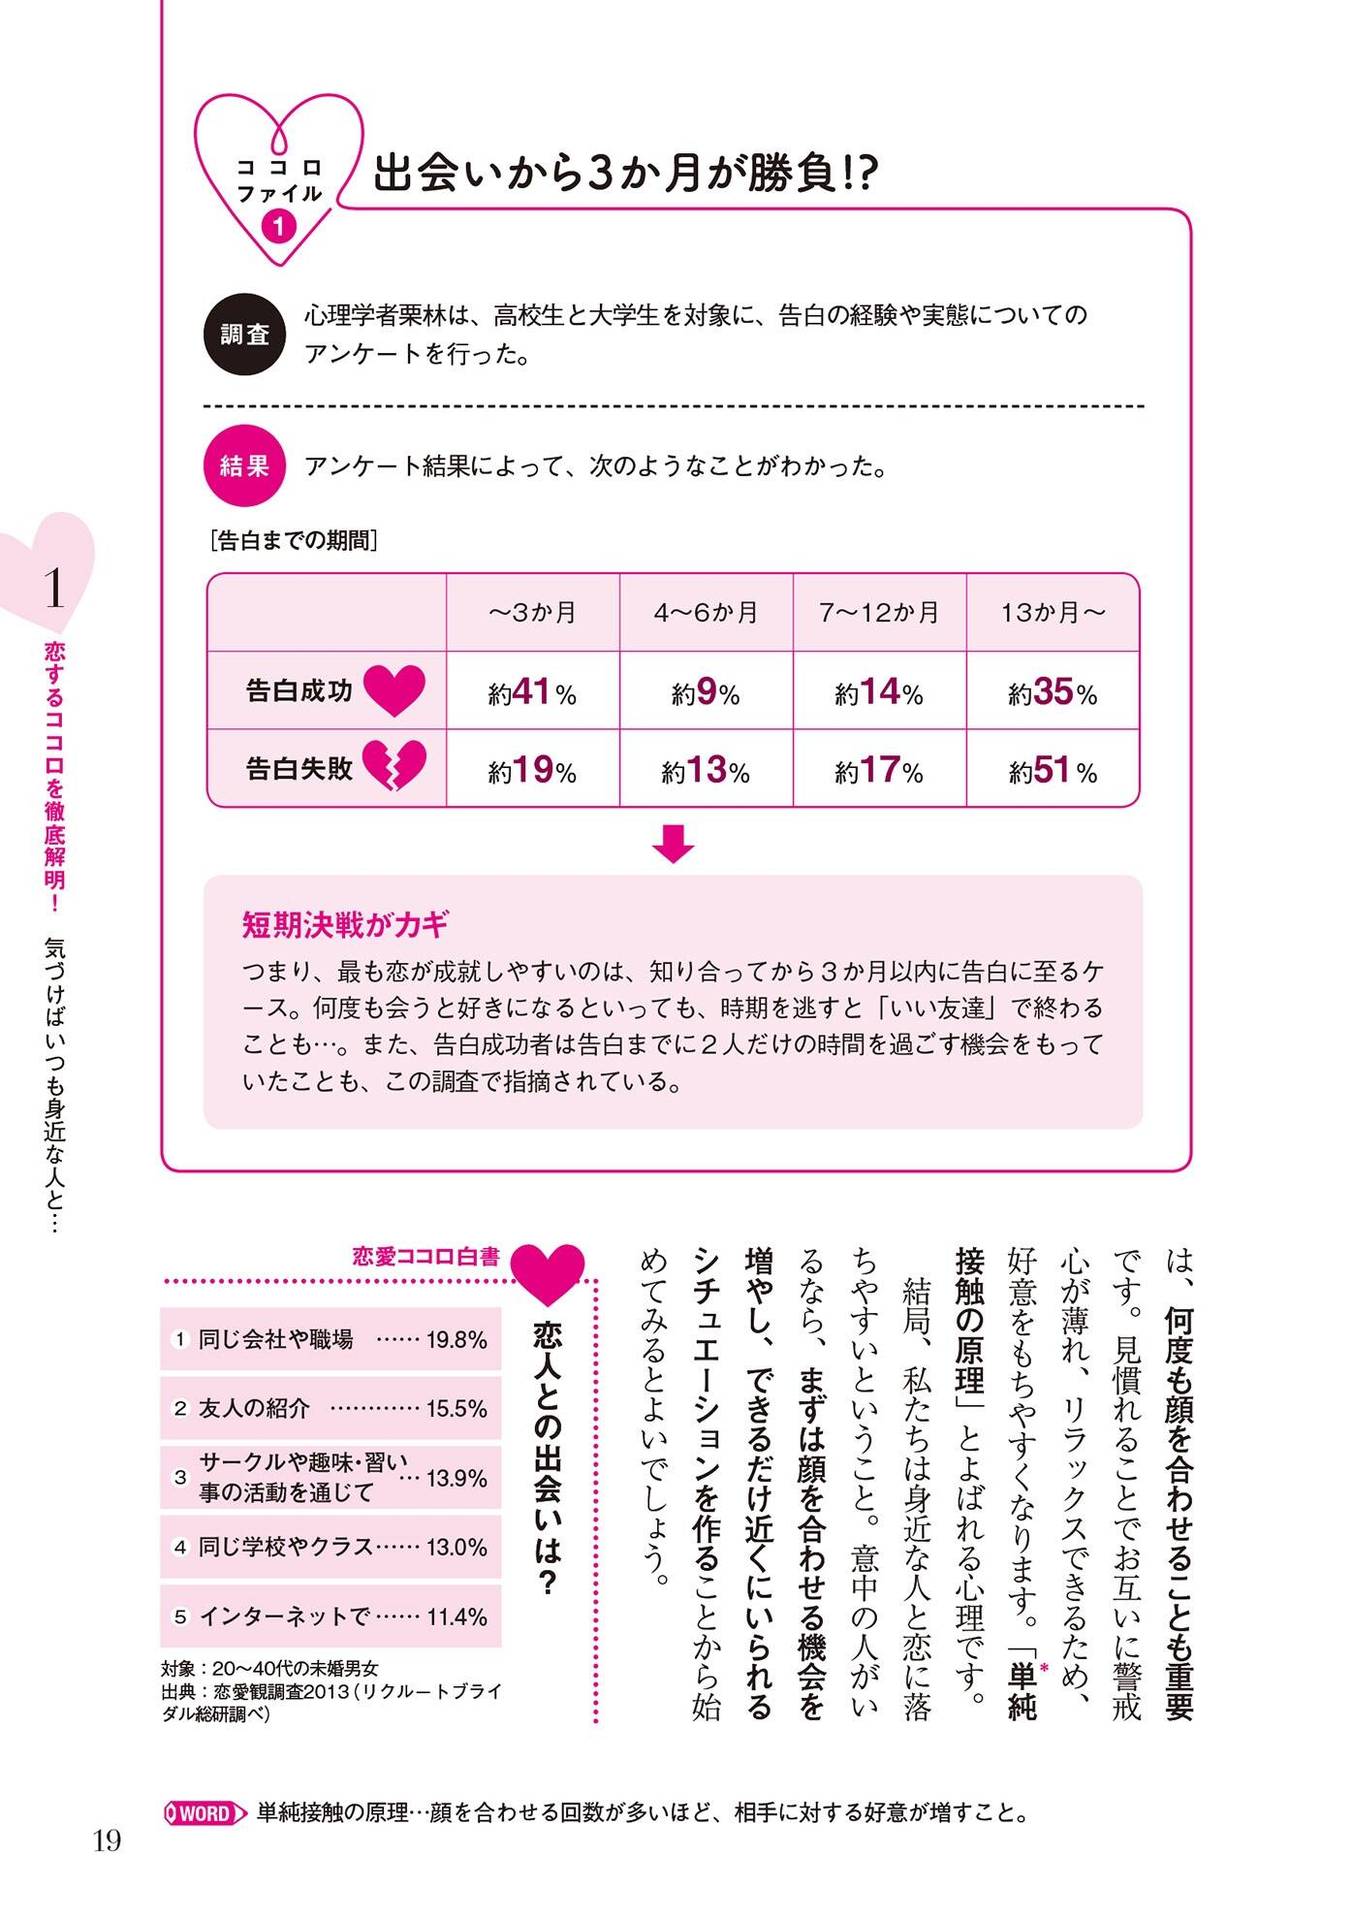 ココロ
ファイル
1
出会いから3か月が勝負!?
調査
心理学者栗林は、高校生と大学生を対象に、告白の経験や実態についての
アンケートを行った。
結果
アンケート結果によって、次のようなことがわかった。
［告白までの期間］
〜3か月 4〜6か月 7〜12か月 13か月〜
告白成功 約41% 約9% 約14% 約35%
告白失敗 約19% 約13% 約17% 約51%
短期決戦がカギ
つまり、最も恋が成就しやすいのは、知り合ってから3か月以内に告白に至るケ
ース。何度も会うと好きになるといっても、時期を逃すと「いい友達」で終わる
ことも…。また、告白成功者は告白までに2人だけの時間を過ごす機会をもって
いたことも、この調査で指摘されている。
1
恋するココロを徹底解明！ 気づけばいつも身近な人と…
は、何度も顔を合わせることも重要
です。見慣れることでお互いに警戒
心が薄れ、リラックスできるため、
好意をもちやすくなります。「単純*
接触の原理」とよばれる心理です。
結局、私たちは身近な人と恋に落
ちやすいということ。意中の人がい
るなら、まずは顔を合わせる機会を
増やし、できるだけ近くにいられる
シチュエーションを作ることから始
めてみるとよいでしょう。
恋愛ココロ白書
恋人との出会いは？
1 同じ会社や職場 …… 19.8%
2 友人の紹介 ………… 15.5%
3 サークルや趣味・習い
事の活動を通じて … 13.9%
4 同じ学校やクラス…… 13.0%
5 インターネットで …… 11.4%
対象：20〜40代の未婚男女
出典：恋愛観調査2013（リクルートブライ
ダル総研調べ）
WORD 単純接触の原理…顔を合わせる回数が多いほど、相手に対する好意が増すこと。
19